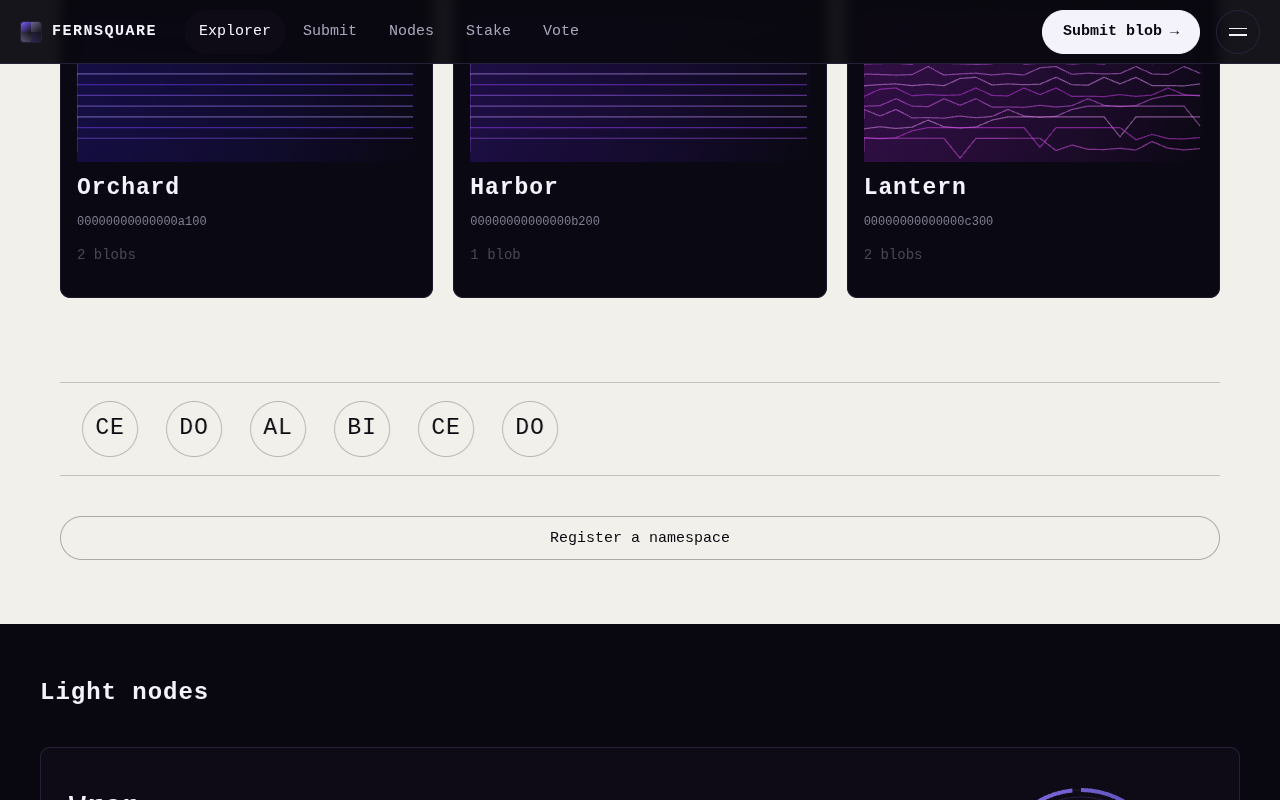 FERNSQUARE Explorer Submit Nodes Stake Vote Submit blob →
Orchard Harbor Lantern
00000000000000a100 00000000000000b200 00000000000000c300
2 blobs 1 blob 2 blobs
CE DO AL BI CE DO
Register a namespace
Light nodes